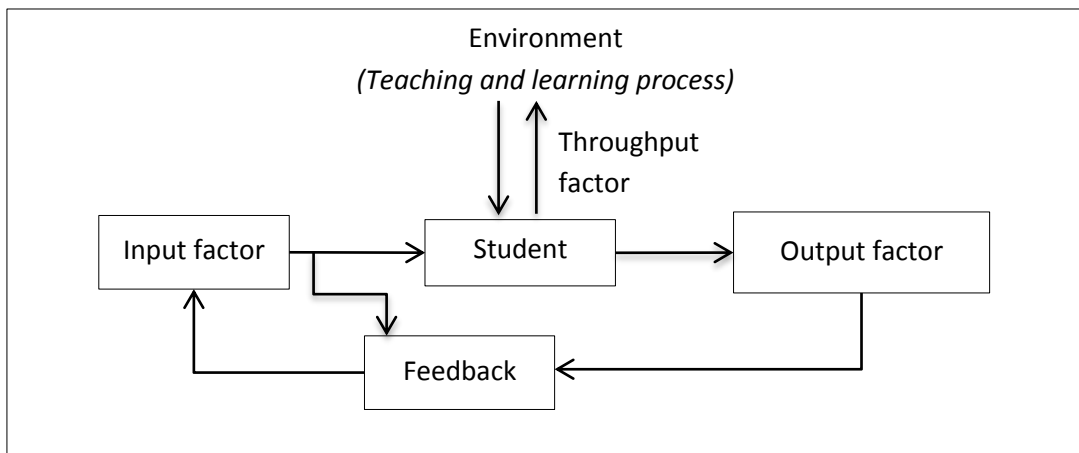 Environment
(Teaching and learning process)
Throughput
factor
Input factor
Student
Output factor
Feedback